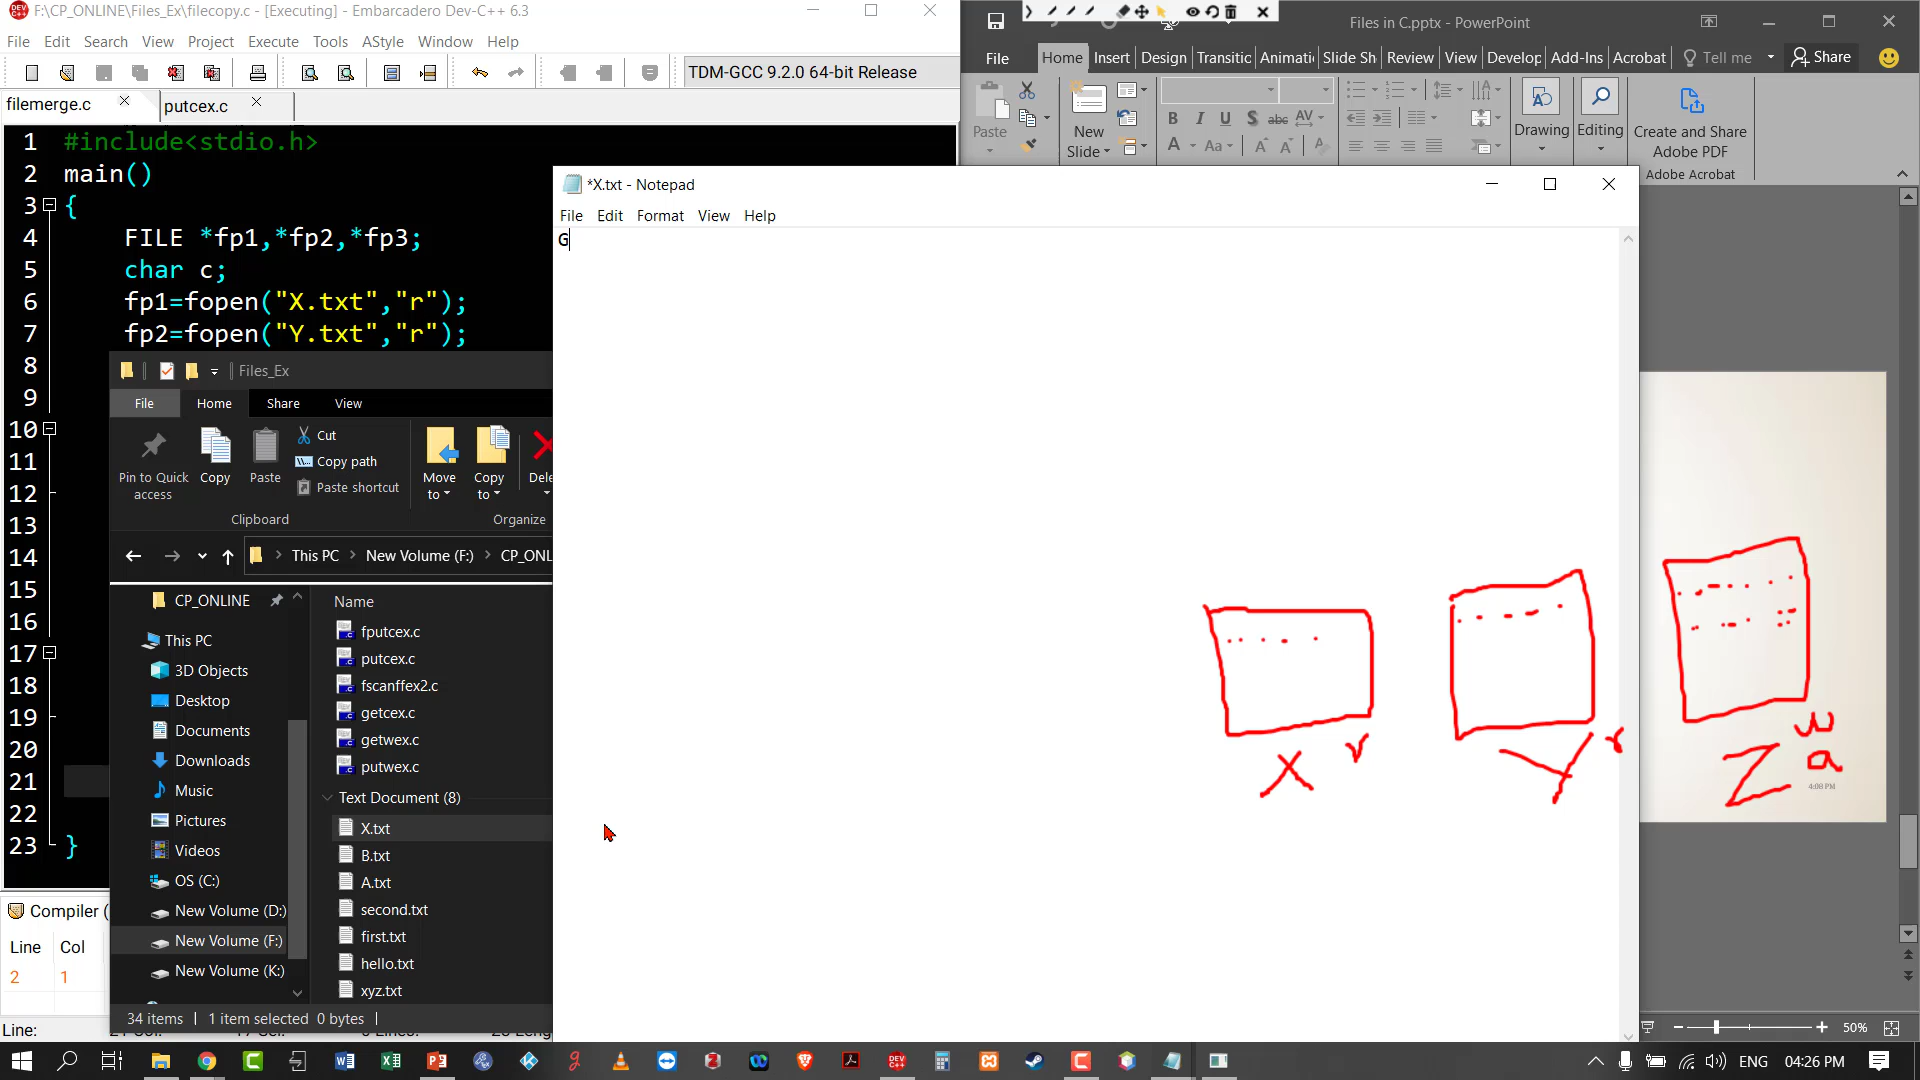 F:\CP_ONLINE\Files_Ex\filecopy.c - [Executing] - Embarcadero Dev-C++ 6.3
File Edit Search View Project Execute Tools AStyle Window Help
TDM-GCC 9.2.0 64-bit Release
filemerge.c
putcex.c
1 #include<stdio.h>
2 main()
3 {
4 FILE *fp1,*fp2,*fp3;
5 char c;
6 fp1=fopen("X.txt","r");
7 fp2=fopen("Y.txt","r");
8
9
10
11
12
13
14
15
16
17
18
19
20
21
22
23 }
Compiler (
Line Col
2 1
Line:
Files in C.pptx - PowerPoint
File Home Insert Design Transitic Animati Slide Sh Review View Develop Add-Ins Acrobat Tell me Share
Paste
New Slide
B I U S abc AV
A Aa A A
Drawing
Editing
Create and Share Adobe PDF
Adobe Acrobat
*X.txt - Notepad
File Edit Format View Help
G
Files_Ex
File Home Share View
Pin to Quick access
Copy
Paste
Cut
Copy path
Paste shortcut
Move to
Copy to
Dele
Clipboard
Organize
This PC New Volume (F:) CP_ONL
CP_ONLINE
This PC
3D Objects
Desktop
Documents
Downloads
Music
Pictures
Videos
OS (C:)
New Volume (D:)
New Volume (F:)
New Volume (K:)
Name
fputcex.c
putcex.c
fscanffex2.c
getcex.c
getwex.c
putwex.c
Text Document (8)
X.txt
B.txt
A.txt
second.txt
first.txt
hello.txt
xyz.txt
34 items 1 item selected 0 bytes
X r
Y r
Z w
a
4:08 PM
50%
ENG 04:26 PM